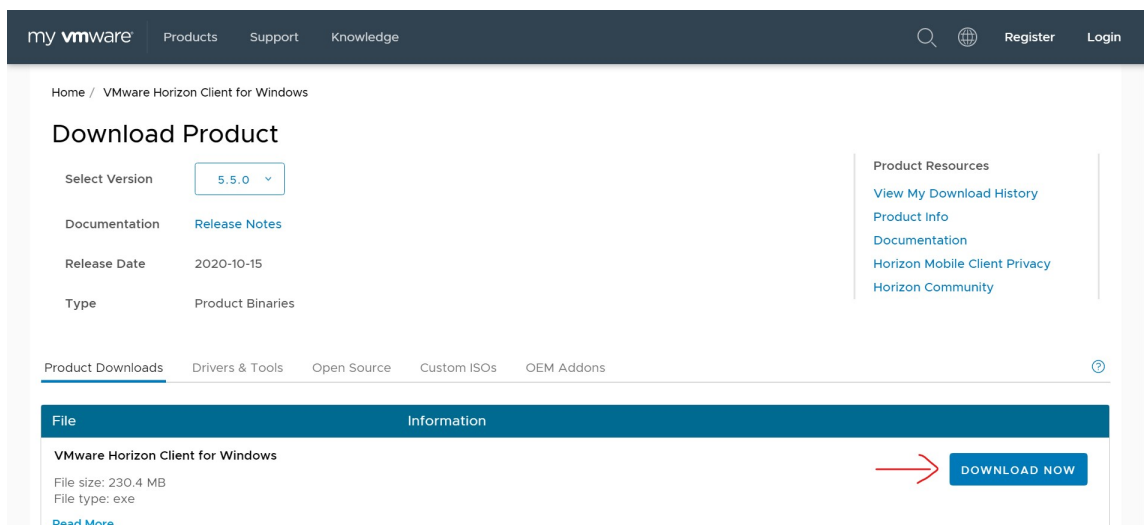 my vmware Products Support Knowledge Register Login
Home / VMware Horizon Client for Windows
Download Product
Select Version 5.5.0
Documentation Release Notes
Release Date 2020-10-15
Type Product Binaries
Product Resources
View My Download History
Product Info
Documentation
Horizon Mobile Client Privacy
Horizon Community
Product Downloads Drivers & Tools Open Source Custom ISOs OEM Addons
File Information
VMware Horizon Client for Windows
File size: 230.4 MB
File type: exe
DOWNLOAD NOW
Read More